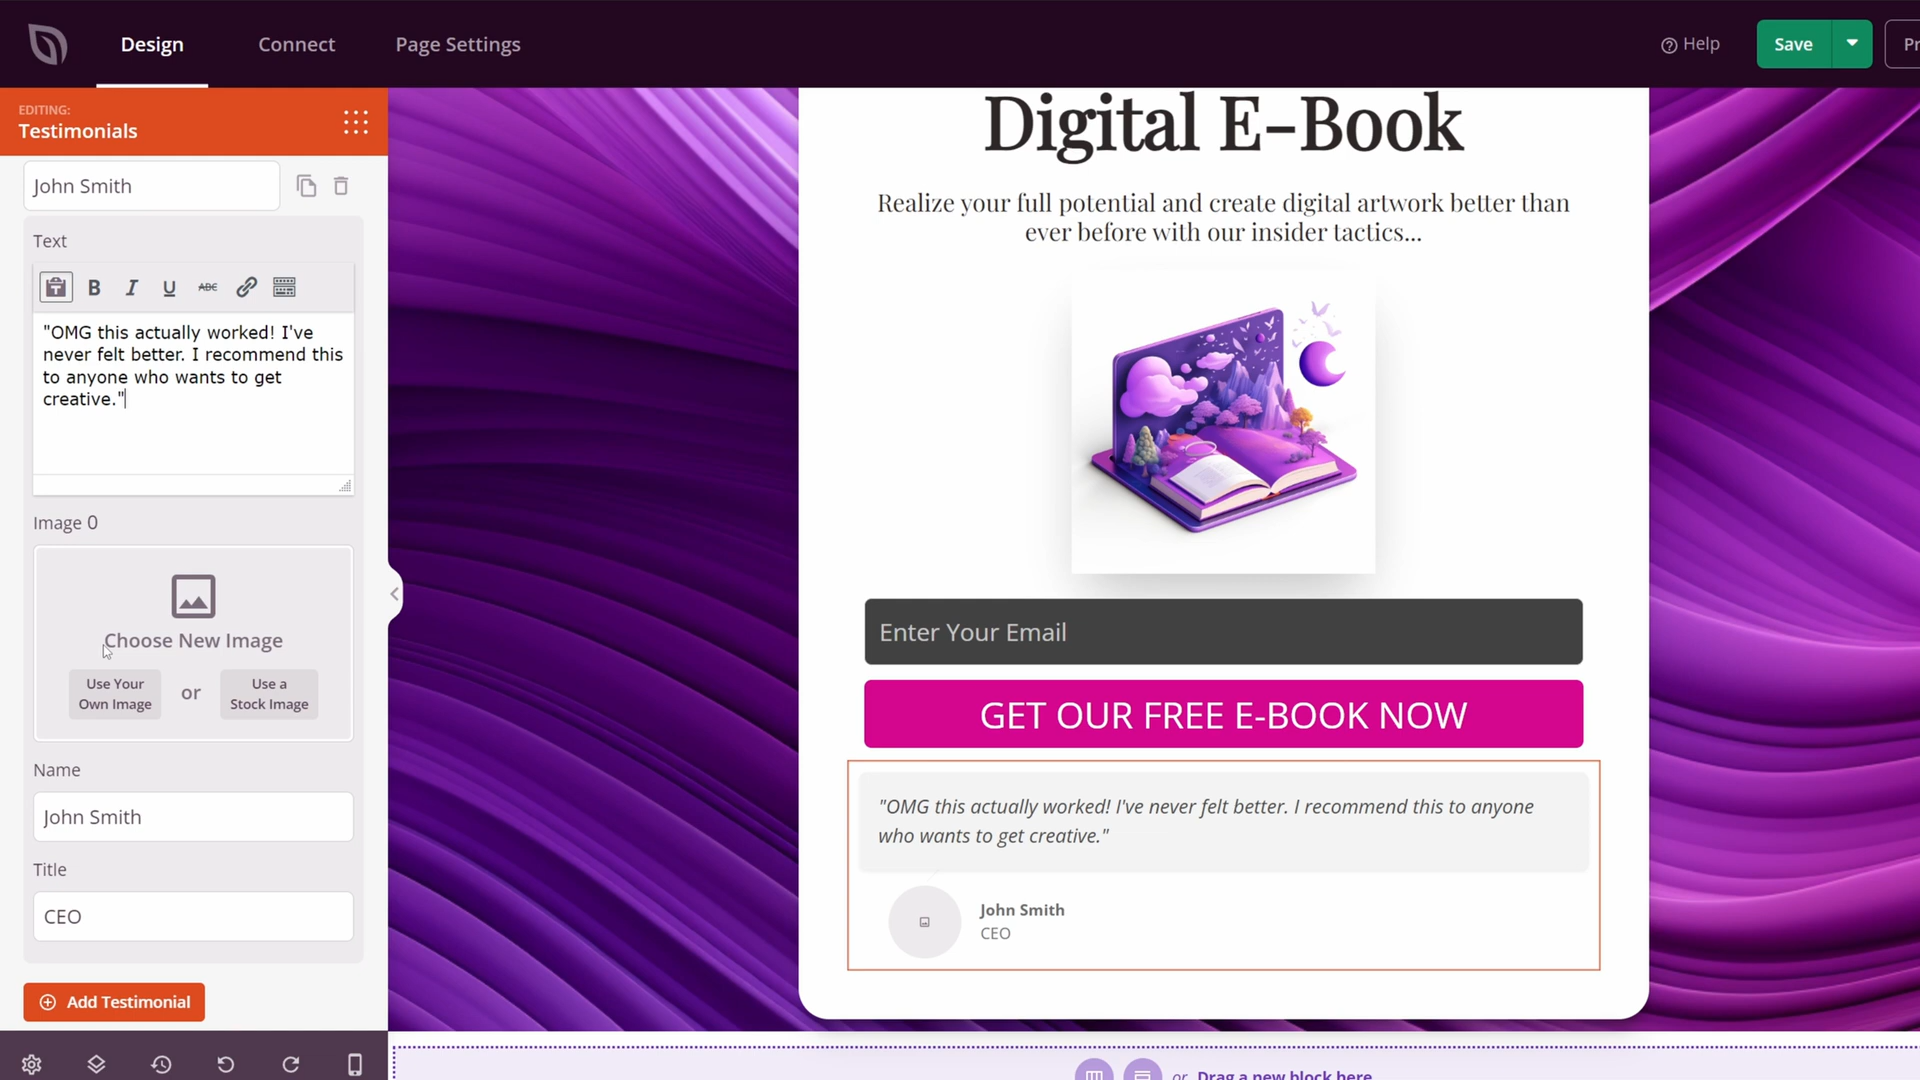 Design
Connect
Page Settings
Help
Save
EDITING:
Testimonials
John Smith
Text
B I U ABC
"OMG this actually worked! I've
never felt better. I recommend this
to anyone who wants to get
creative."
Image 0
Choose New Image
Use Your
Own Image
or
Use a
Stock Image
Name
John Smith
Title
CEO
Add Testimonial
Digital E-Book
Realize your full potential and create digital artwork better than
ever before with our insider tactics...
Enter Your Email
GET OUR FREE E-BOOK NOW
"OMG this actually worked! I've never felt better. I recommend this to anyone
who wants to get creative."
John Smith
CEO
or Drag a new block here